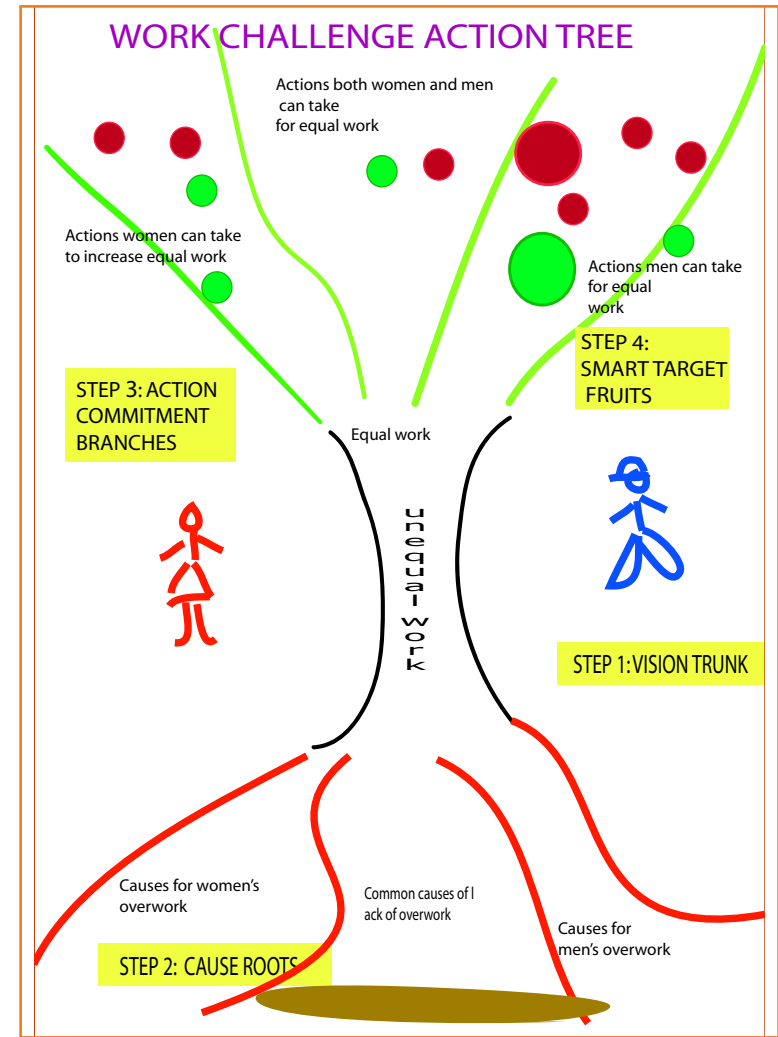 WORK CHALLENGE ACTION TREE
Actions both women and men
can take
for equal work
Actions women can take
to increase equal work
Actions men can take
for equal
work
STEP 4:
SMART TARGET
FRUITS
STEP 3: ACTION
COMMITMENT
BRANCHES
Equal work
unequal work
STEP 1: VISION TRUNK
Causes for women's
overwork
Common causes of l
ack of overwork
Causes for
men's overwork
STEP 2: CAUSE ROOTS